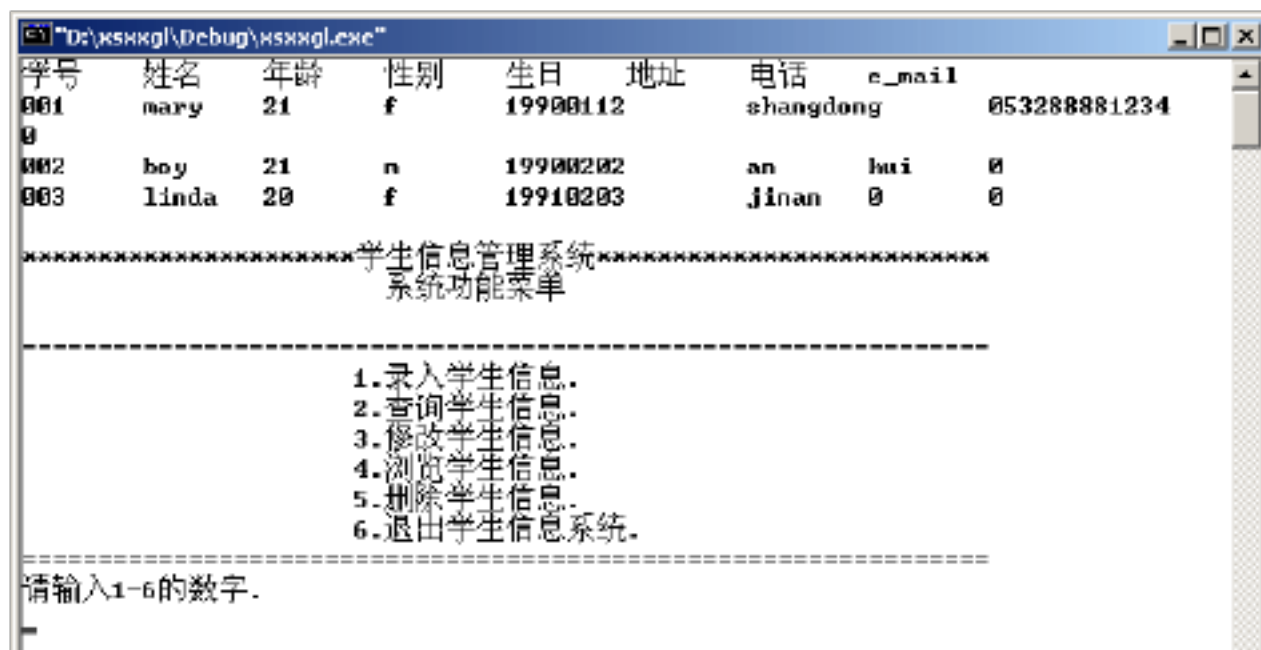 "D:\xsxxgl\Debug\xsxxgl.exe"
学号 姓名 年龄 性别 生日 地址 电话 e_mail
001 mary 21 f 19900112 shangdong 053288881234
0
002 boy 21 m 19900202 an hui 0
003 linda 20 f 19910203 jinan 0 0
**********************学生信息管理系统**************************
系统功能菜单
----------------------------------------------------------------
1.录入学生信息.
2.查询学生信息.
3.修改学生信息.
4.浏览学生信息.
5.删除学生信息.
6.退出学生信息系统.
================================================================
请输入1-6的数字.